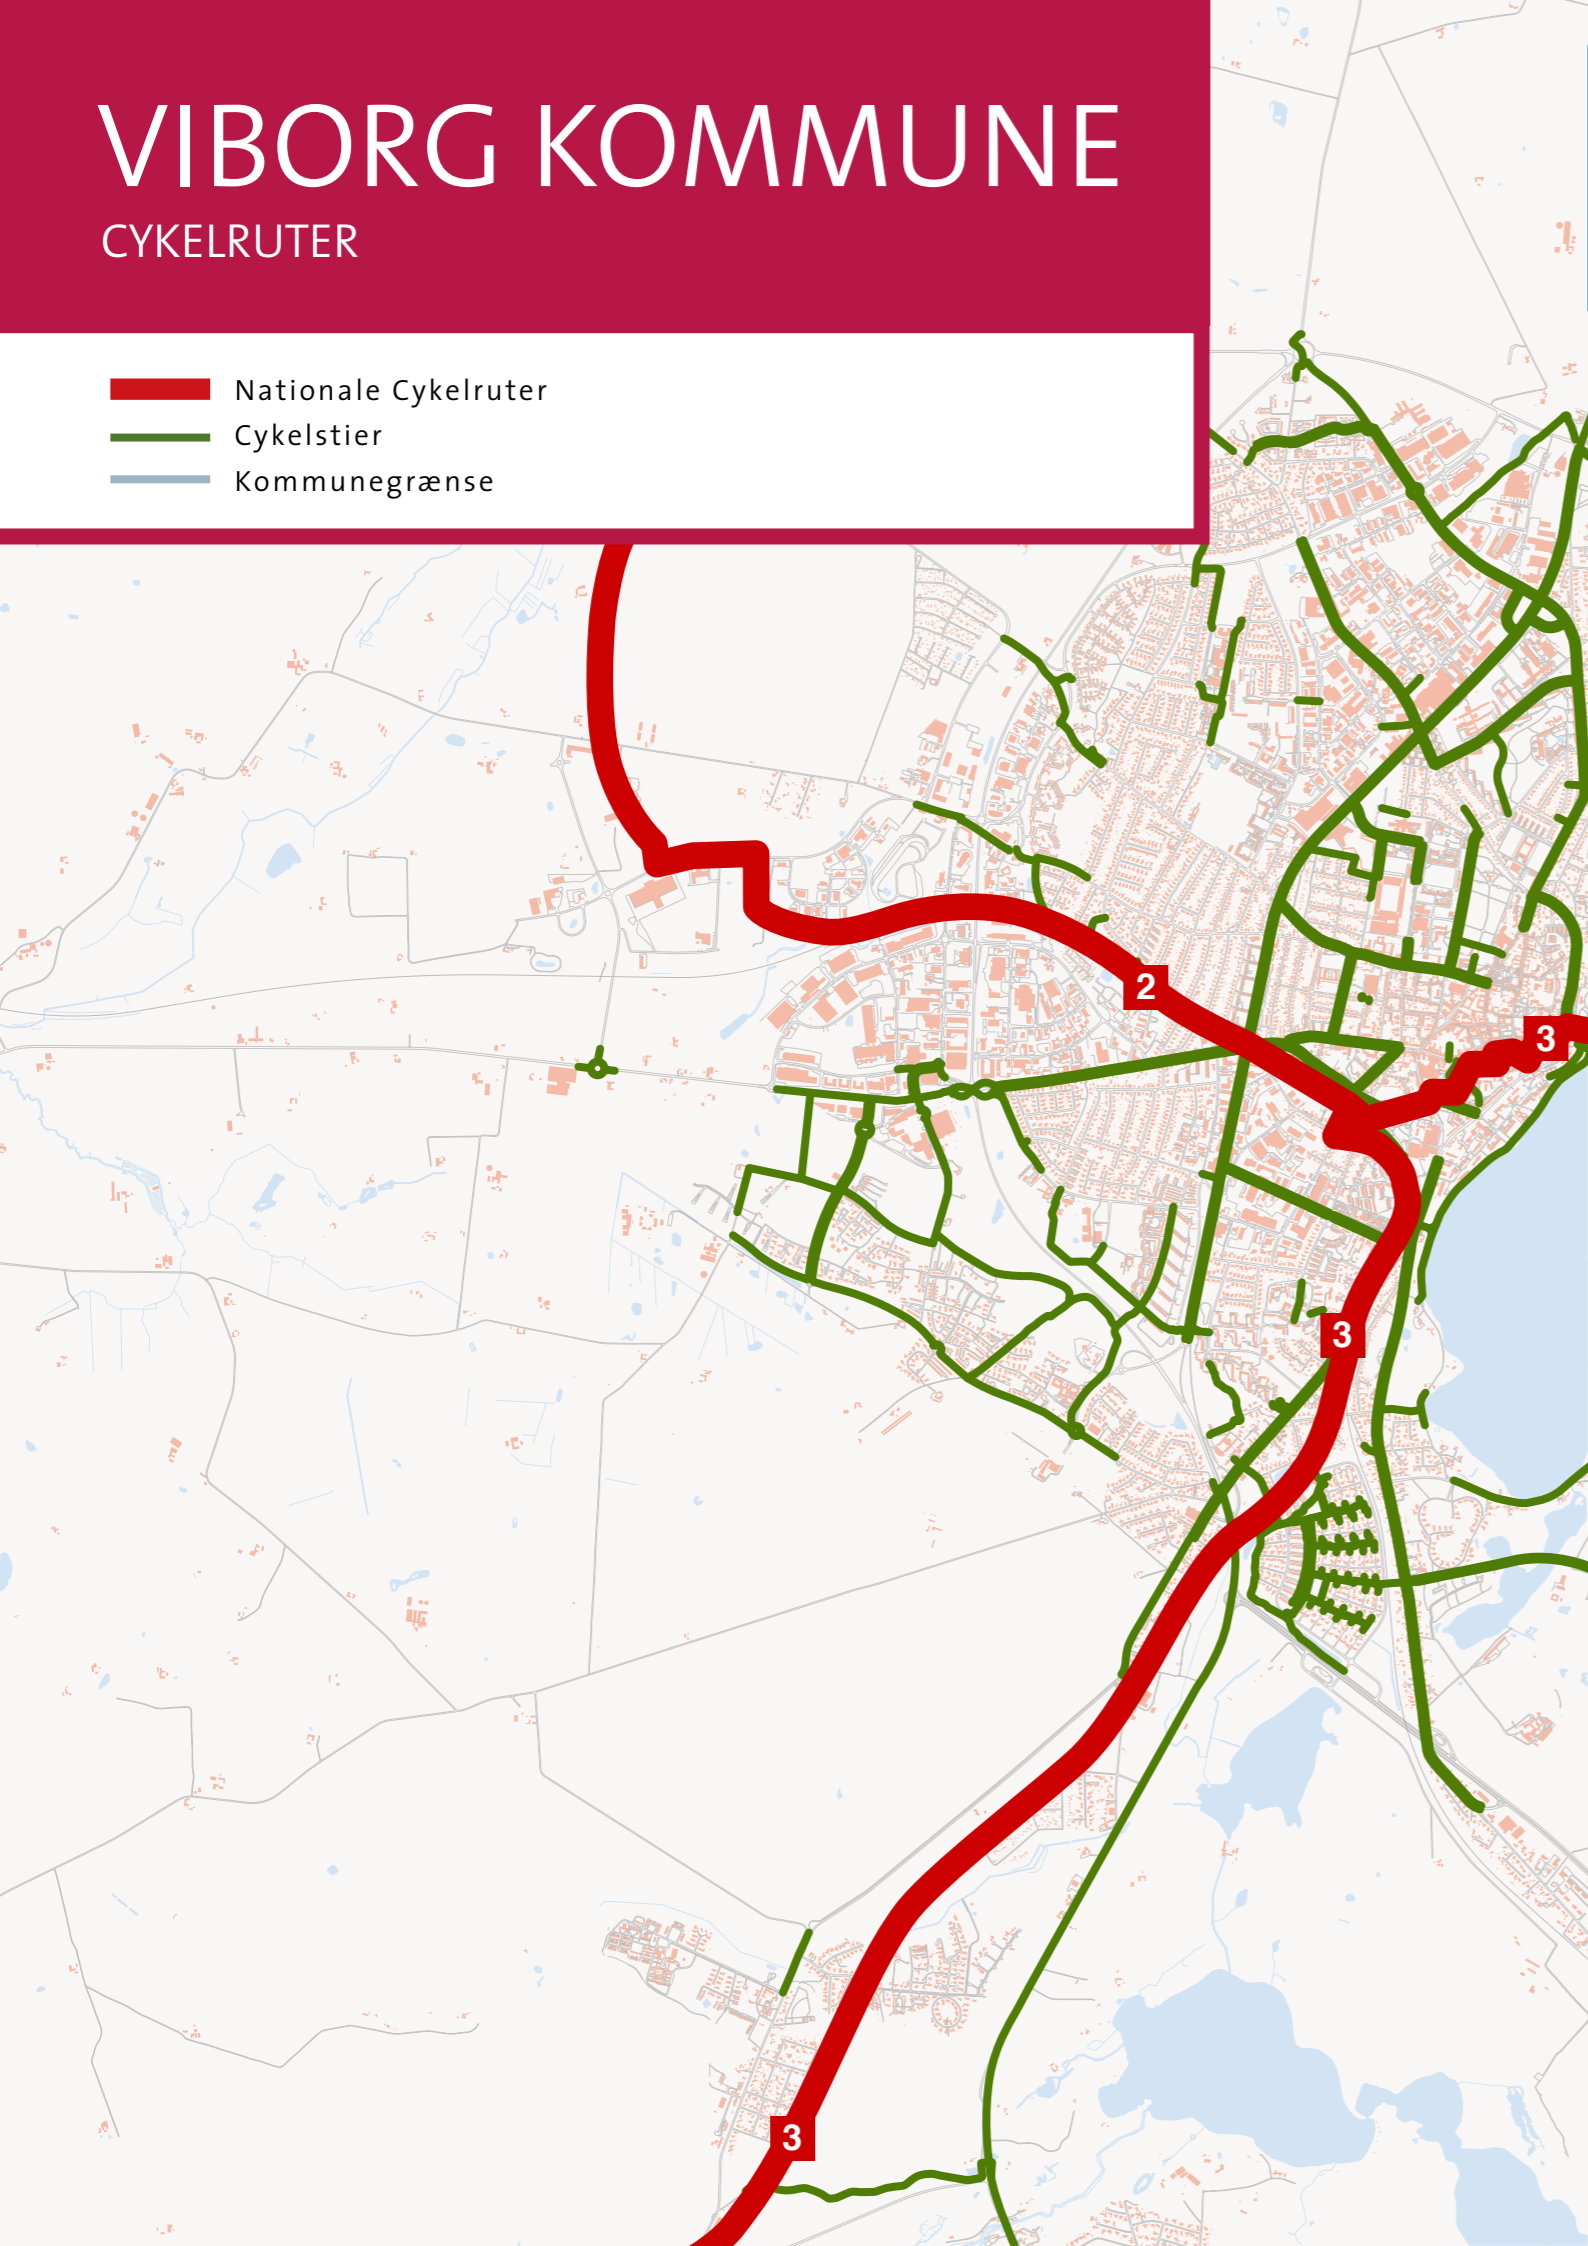 VIBORG KOMMUNE
CYKELRUTER
Nationale Cykelruter
Cykelstier
Kommunegrænse
2
3
3
3